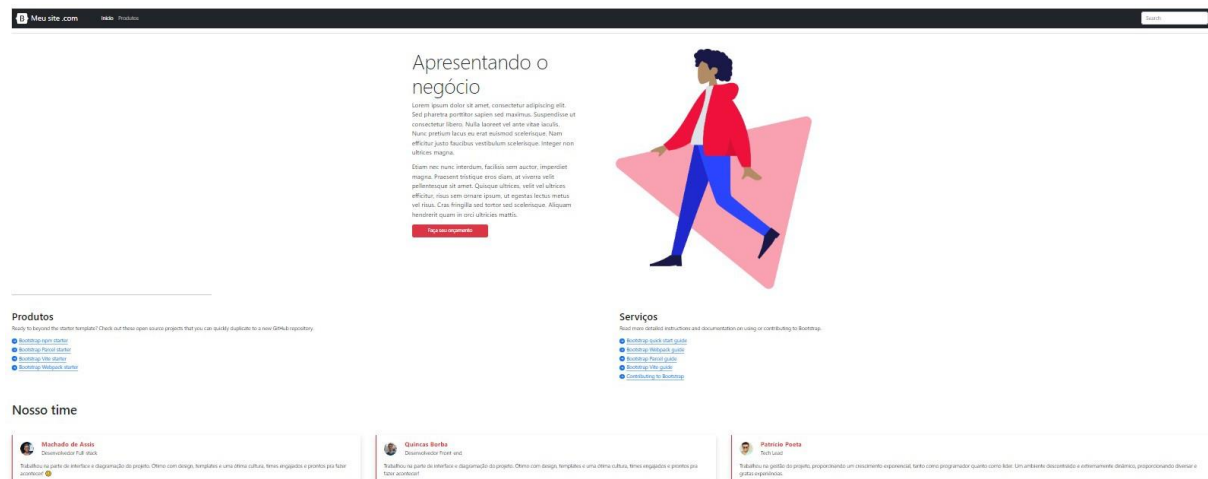 B Meu site .com Início Produtos Search
Apresentando o
negócio
Lorem ipsum dolor sit amet, consectetur adipiscing elit.
Sed pharetra porttitor sapien sed maximus. Suspendisse ut
consectetur libero. Nulla laoreet vel ante vitae iaculis.
Nunc pretium lacus eu erat euismod scelerisque. Nam
efficitur justo faucibus vestibulum scelerisque. Integer non
ultrices magna.
Etiam nec nunc interdum, facilisis sem auctor, imperdiet
magna. Praesent tristique eros diam, at viverra velit
pellentesque sit amet. Quisque ultrices, velit vel ultrices
efficitur, risus sem ornare ipsum, ut egestas lectus metus
vel risus. Cras fringilla sed tortor sed scelerisque. Aliquam
hendrerit quam in orci ultricies mattis.
Faça seu orçamento
Produtos
Ready to beyond the starter template? Check out these open source projects that you can quickly duplicate to a new GitHub repository.
Bootstrap npm starter
Bootstrap Parcel starter
Bootstrap Vite starter
Bootstrap Webpack starter
Serviços
Read more detailed instructions and documentation on using or contributing to Bootstrap.
Bootstrap quick start guide
Bootstrap Webpack guide
Bootstrap Parcel guide
Bootstrap Vite guide
Contributing to Bootstrap
Nosso time
Machado de Assis
Desenvolvedor Full stack
Trabalhou na parte de interface e diagramação do projeto. Ótimo com design, templates e uma ótima cultura, times engajados e prontos pra fazer
acontecer!
Quincas Borba
Desenvolvedor Front-end
Trabalhou na parte de interface e diagramação do projeto. Ótimo com design, templates e uma ótima cultura, times engajados e prontos pra
fazer acontecer!
Patrício Poeta
Tech Lead
Trabalhou na gestão do projeto, proporcionando um crescimento exponencial, tanto como programador quanto como líder. Um ambiente descontraído e extremamente dinâmico, proporcionando diversas e
gratas experiências.